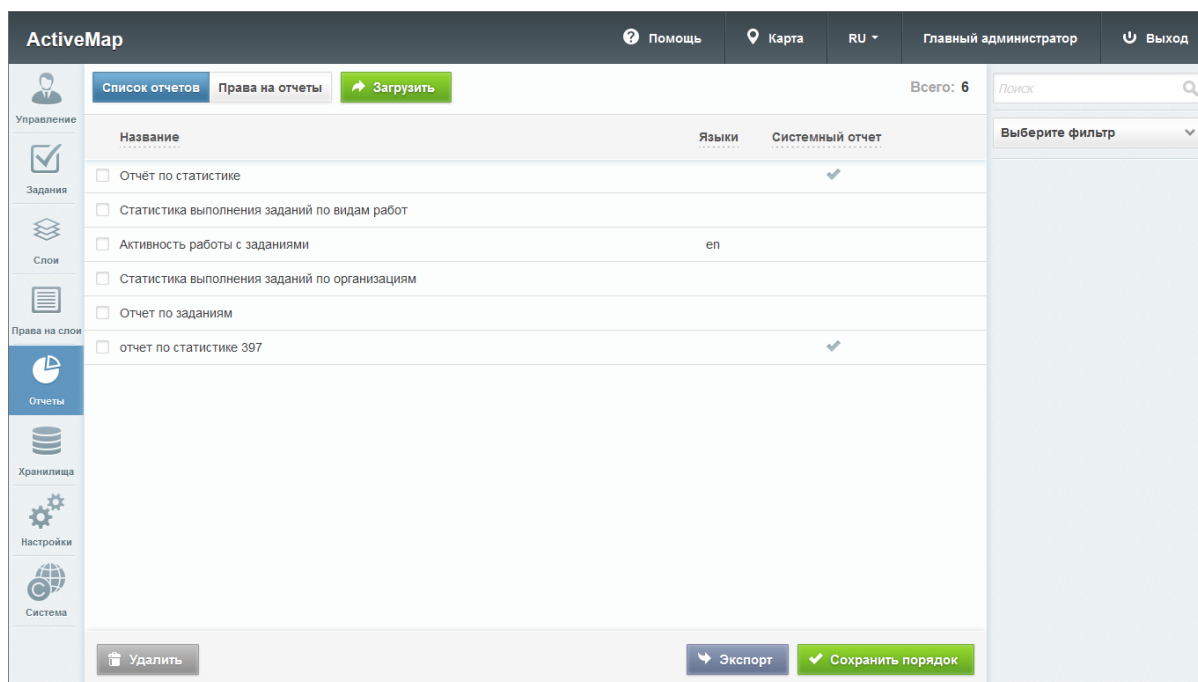 ActiveMap
Помощь
Карта
RU
Главный администратор
Выход
Управление
Задания
Слои
Права на слои
Отчеты
Хранилища
Настройки
Система
Список отчетов
Права на отчеты
Загрузить
Всего: 6
Название Языки Системный отчет
Отчёт по статистике
Статистика выполнения заданий по видам работ
Активность работы с заданиями en
Статистика выполнения заданий по организациям
Отчет по заданиям
отчет по статистике 397
Удалить
Экспорт
Сохранить порядок
Поиск
Выберите фильтр